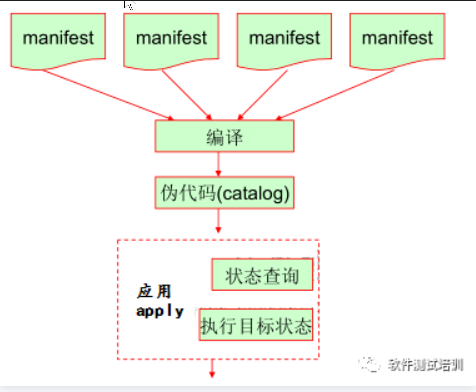 manifest manifest manifest manifest
编译
伪代码(catalog)
状态查询
应用
apply
执行目标状态
软件测试培训